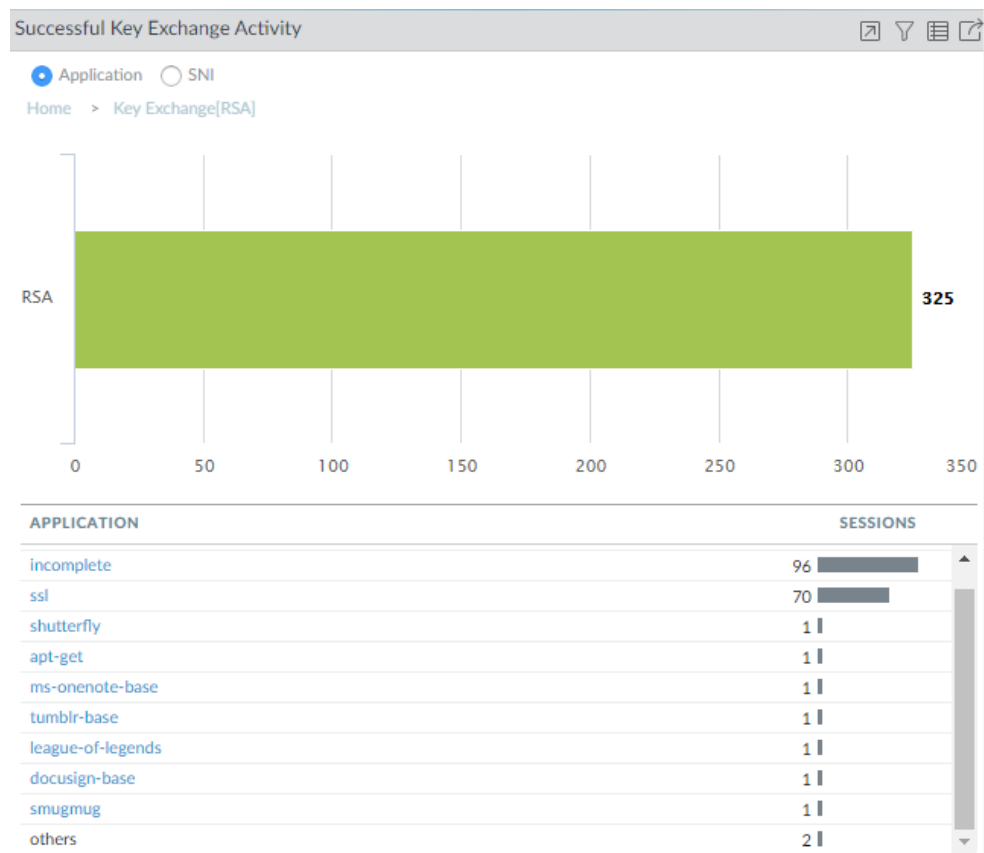 Successful Key Exchange Activity
Application SNI
Home > Key Exchange[RSA]
RSA 325
0 50 100 150 200 250 300 350
APPLICATION SESSIONS
incomplete 96
ssl 70
shutterfly 1
apt-get 1
ms-onenote-base 1
tumblr-base 1
league-of-legends 1
docusign-base 1
smugmug 1
others 2